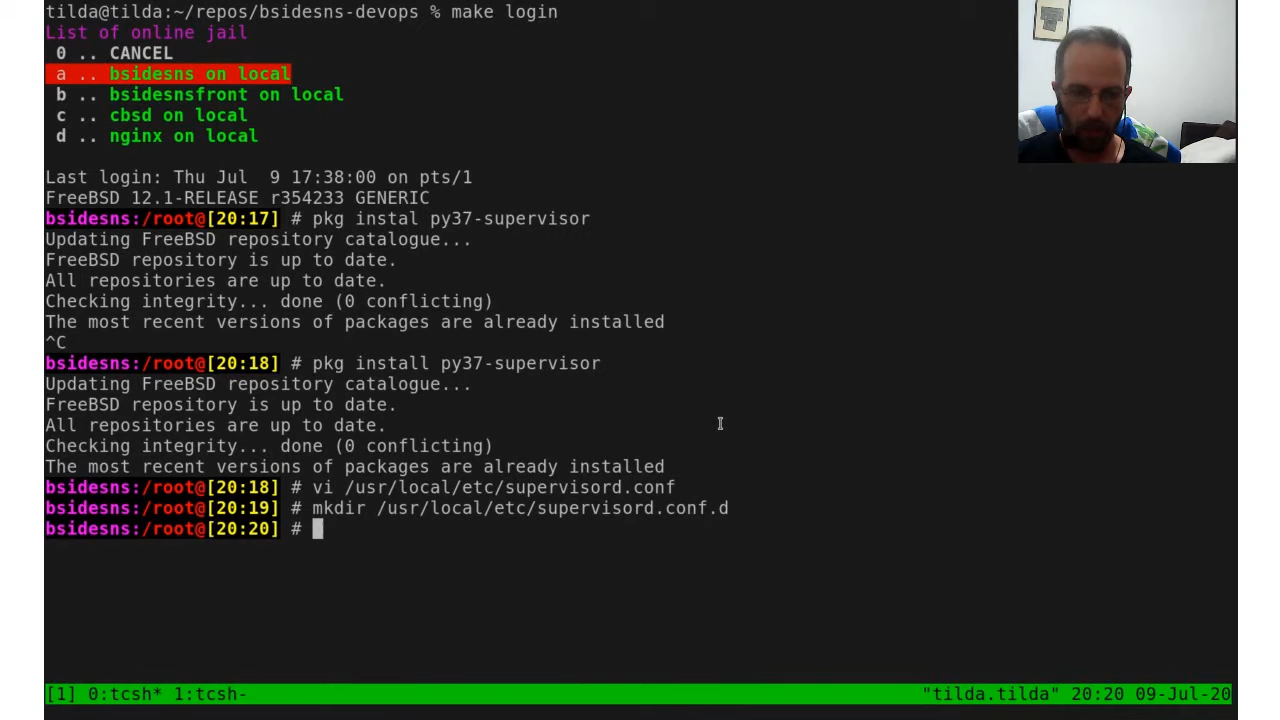 tilda@tilda:~/repos/bsidesns-devops % make login
List of online jail
0 .. CANCEL
a .. bsidesns on local
b .. bsidesnsfront on local
c .. cbsd on local
d .. nginx on local
Last login: Thu Jul  9 17:38:00 on pts/1
FreeBSD 12.1-RELEASE r354233 GENERIC
bsidesns:/root@[20:17] # pkg instal py37-supervisor
Updating FreeBSD repository catalogue...
FreeBSD repository is up to date.
All repositories are up to date.
Checking integrity... done (0 conflicting)
The most recent versions of packages are already installed
^C
bsidesns:/root@[20:18] # pkg install py37-supervisor
Updating FreeBSD repository catalogue...
FreeBSD repository is up to date.
All repositories are up to date.
Checking integrity... done (0 conflicting)
The most recent versions of packages are already installed
bsidesns:/root@[20:18] # vi /usr/local/etc/supervisord.conf
bsidesns:/root@[20:19] # mkdir /usr/local/etc/supervisord.conf.d
bsidesns:/root@[20:20] #
[1] 0:tcsh* 1:tcsh- "tilda.tilda" 20:20 09-Jul-20